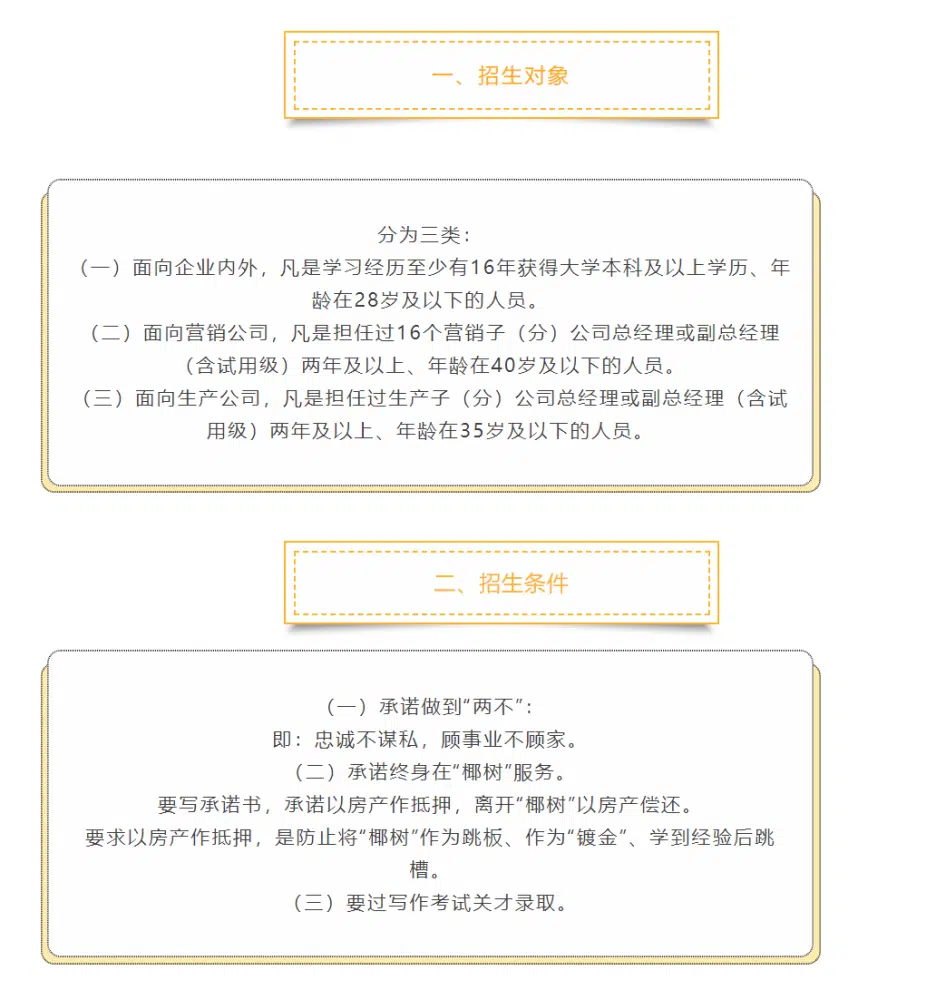 一、招生对象
分为三类：
（一）面向企业内外，凡是学习经历至少有16年获得大学本科及以上学历、年
龄在28岁及以下的人员。
（二）面向营销公司，凡是担任过16个营销子（分）公司总经理或副总经理
（含试用级）两年及以上、年龄在40岁及以下的人员。
（三）面向生产公司，凡是担任过生产子（分）公司总经理或副总经理（含试
用级）两年及以上、年龄在35岁及以下的人员。
二、招生条件
（一）承诺做到“两不”：
即：忠诚不谋私，顾事业不顾家。
（二）承诺终身在“椰树”服务。
要写承诺书，承诺以房产作抵押，离开“椰树”以房产偿还。
要求以房产作抵押，是防止将“椰树”作为跳板、作为“镀金”、学到经验后跳
槽。
（三）要过写作考试关才录取。